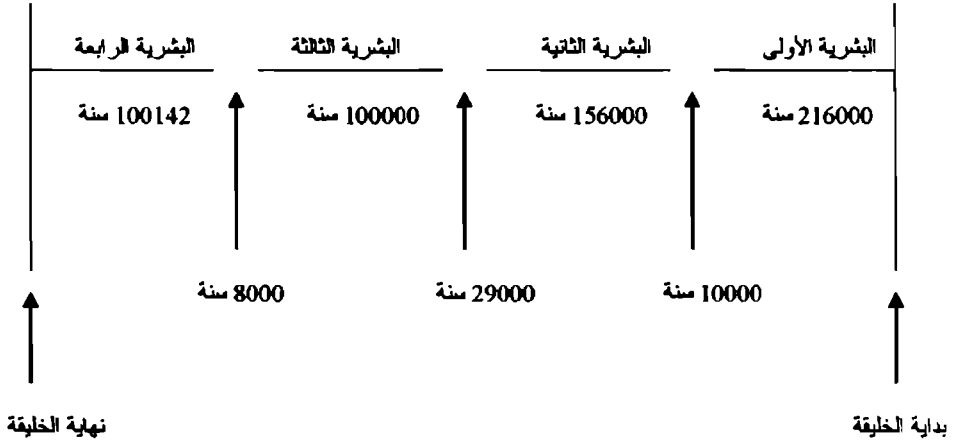 البشرية الأولى البشرية الثانية البشرية الثالثة البشرية الرابعة
216000 سنة 156000 سنة 100000 سنة 100142 سنة
10000 سنة 29000 سنة 8000 سنة
بداية الخليقة نهاية الخليقة